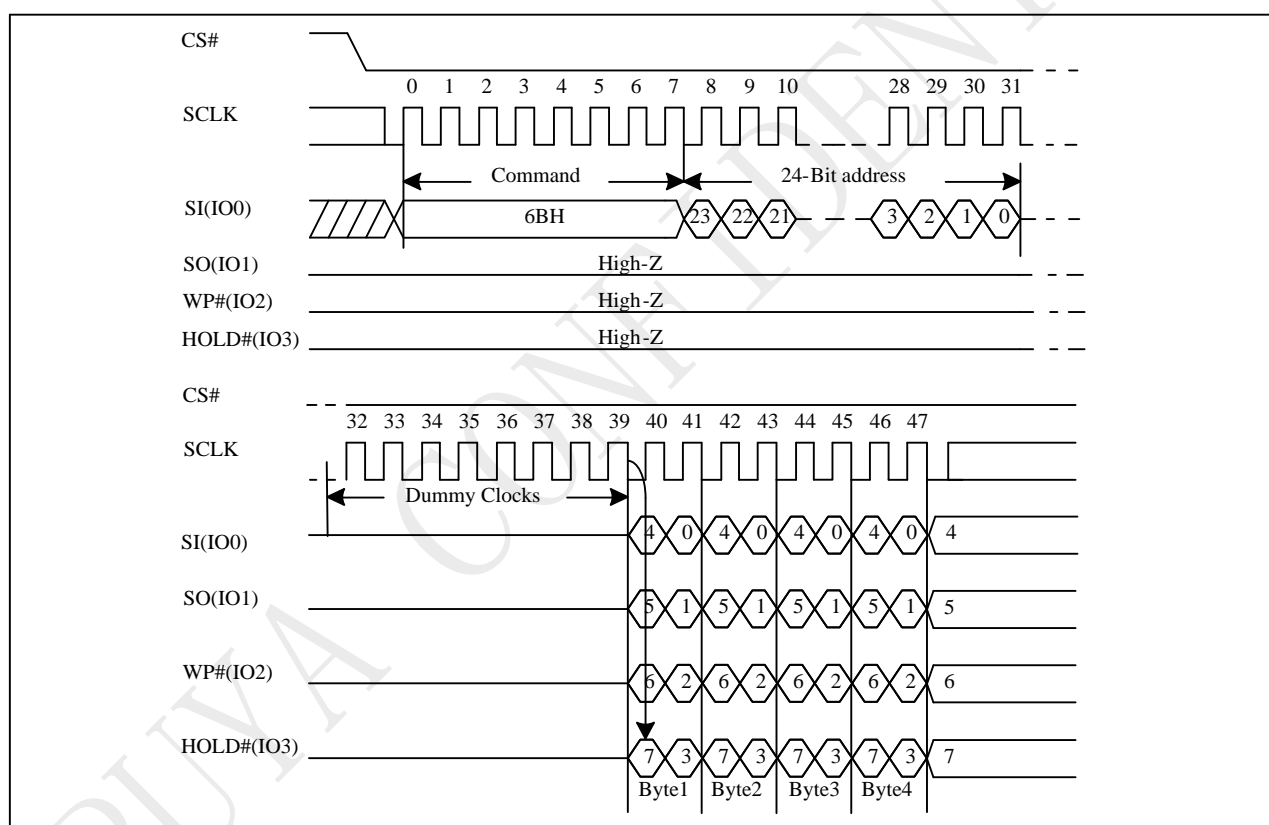 CS#
0 1 2 3 4 5 6 7 8 9 10 28 29 30 31
SCLK
Command 24-Bit address
SI(IO0) 6BH 23 22 21 3 2 1 0
SO(IO1) High-Z
WP#(IO2) High-Z
HOLD#(IO3) High-Z
CS#
32 33 34 35 36 37 38 39 40 41 42 43 44 45 46 47
SCLK
Dummy Clocks
SI(IO0) 4 0 4 0 4 0 4 0 4
SO(IO1) 5 1 5 1 5 1 5 1 5
WP#(IO2) 6 2 6 2 6 2 6 2 6
HOLD#(IO3) 7 3 7 3 7 3 7 3 7
Byte1 Byte2 Byte3 Byte4
PUYA CONFIDENT